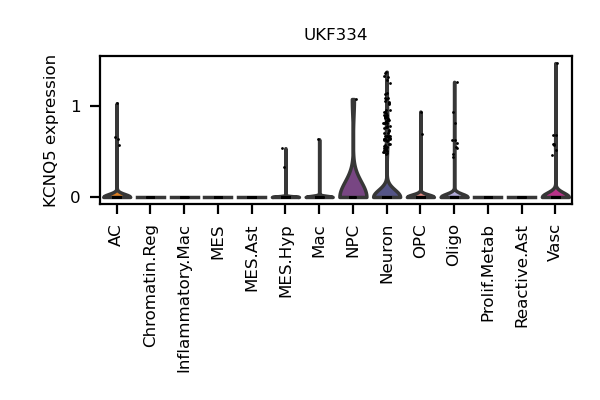 UKF334
KCNQ5 expression
1
0
AC
Chromatin.Reg
Inflammatory.Mac
MES
MES.Ast
MES.Hyp
Mac
NPC
Neuron
OPC
Oligo
Prolif.Metab
Reactive.Ast
Vasc